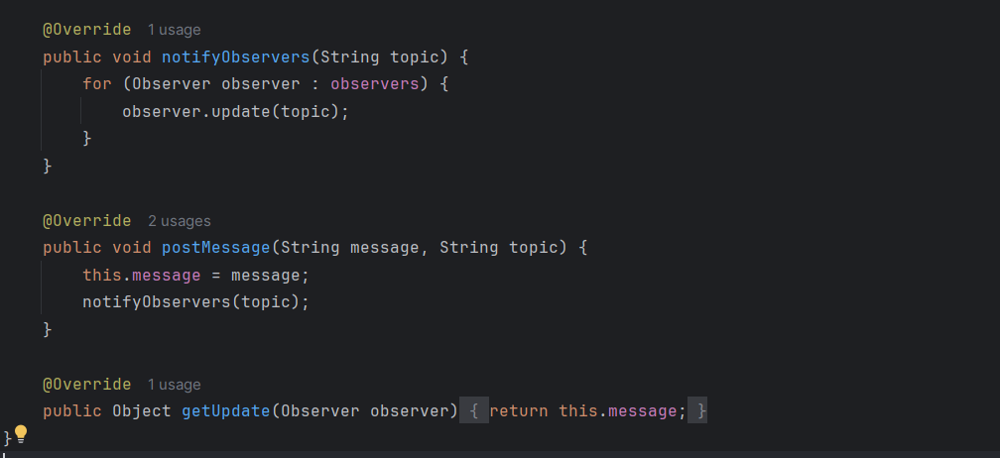 @Override 1 usage
public void notifyObservers(String topic) {
for (Observer observer : observers) {
observer.update(topic);
}
}
@Override 2 usages
public void postMessage(String message, String topic) {
this.message = message;
notifyObservers(topic);
}
@Override 1 usage
public Object getUpdate(Observer observer) { return this.message; }
}